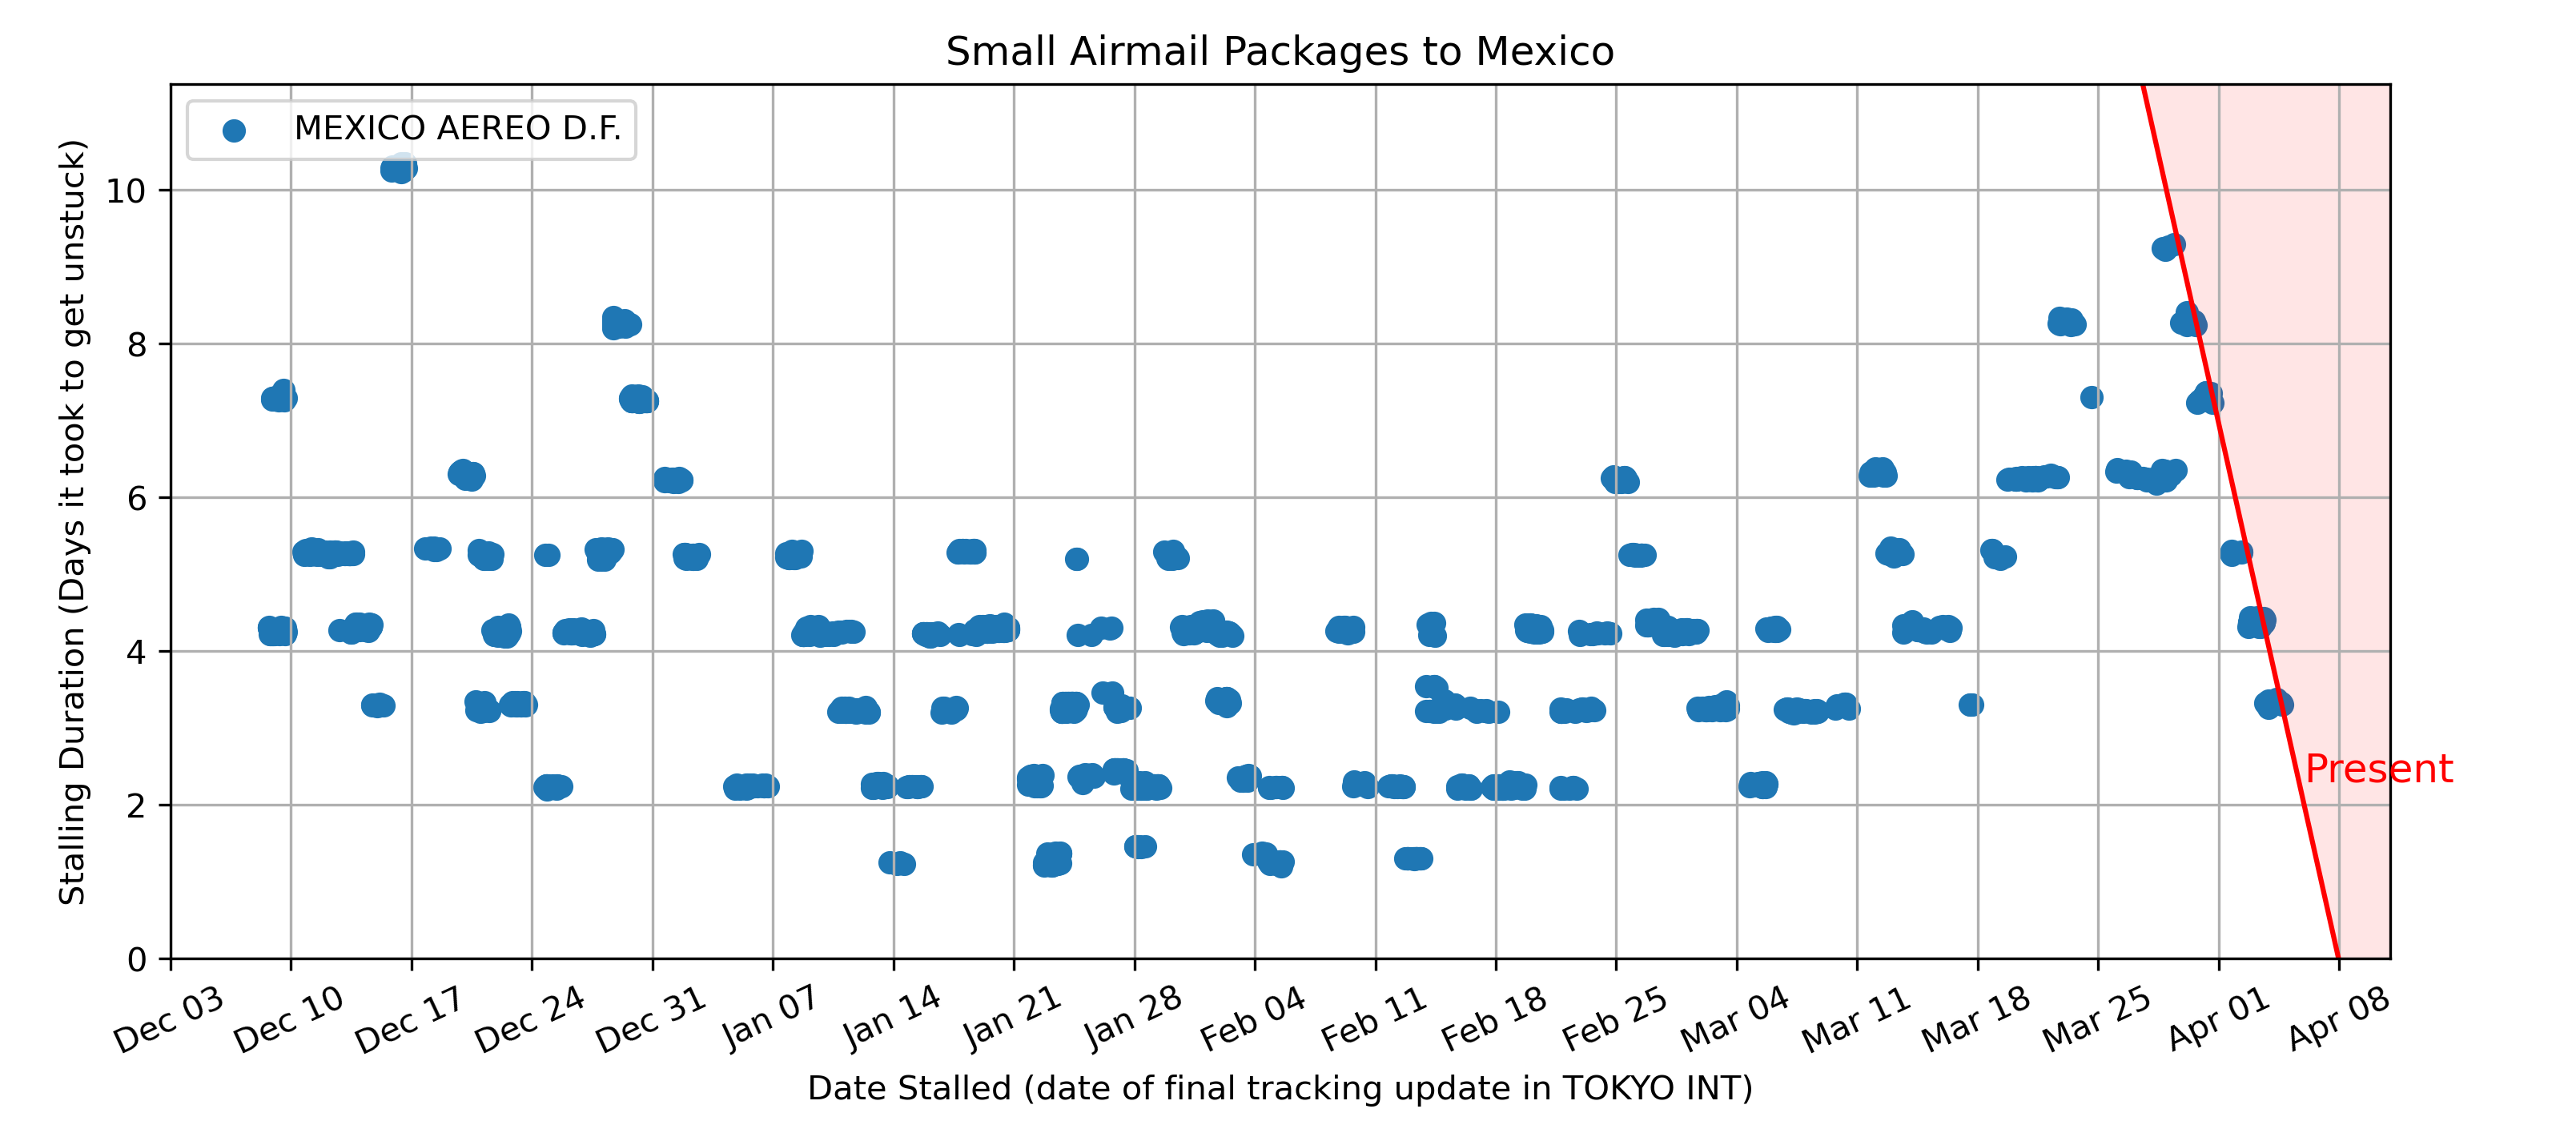 Small Airmail Packages to Mexico
MEXICO AEREO D.F.
Stalling Duration (Days it took to get unstuck)
10
8
6
4
2
0
Present
Dec 03 Dec 10 Dec 17 Dec 24 Dec 31 Jan 07 Jan 14 Jan 21 Jan 28 Feb 04 Feb 11 Feb 18 Feb 25 Mar 04 Mar 11 Mar 18 Mar 25 Apr 01 Apr 08
Date Stalled (date of final tracking update in TOKYO INT)